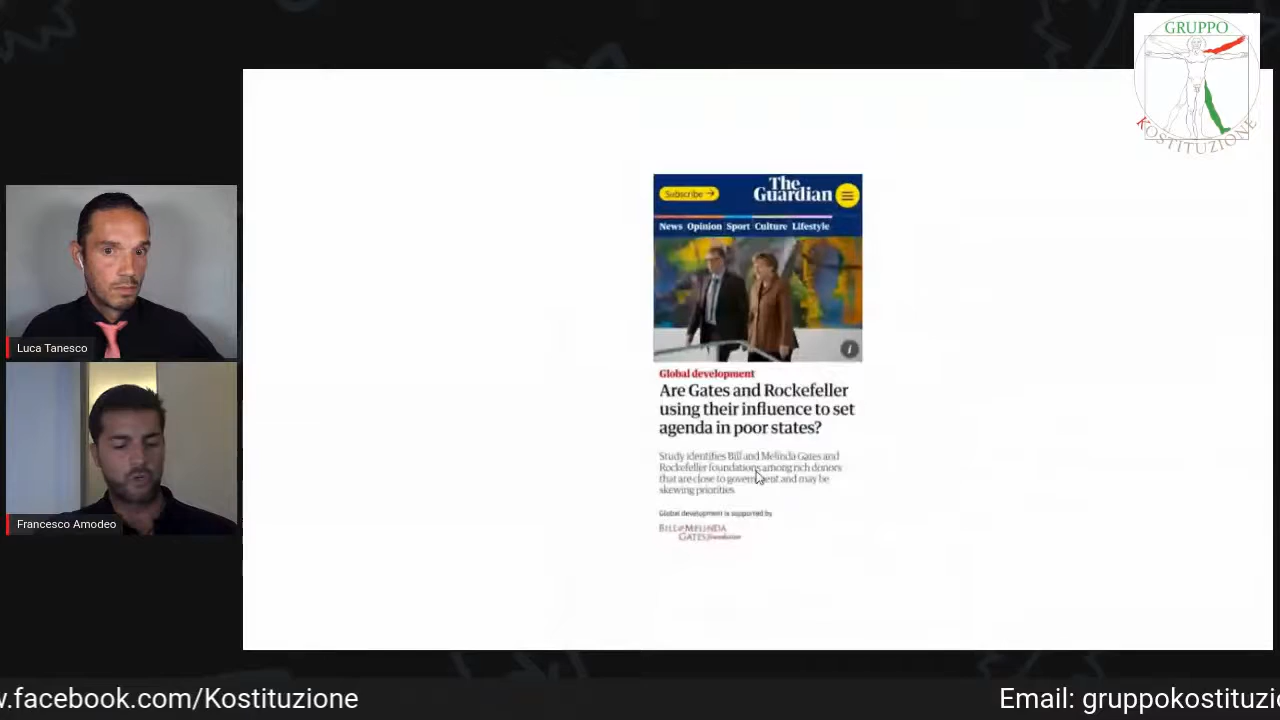 GRUPPO
KOSTITUZIONE
Subscribe →
The
Guardian
News Opinion Sport Culture Lifestyle
Global development
Are Gates and Rockefeller
using their influence to set
agenda in poor states?
Study identifies Bill and Melinda Gates and
Rockefeller foundations among rich donors
that are close to government and may be
skewing priorities
Global development is supported by
BILL & MELINDA
GATES foundation
Luca Tanesco
Francesco Amodeo
w.facebook.com/Kostituzione
Email: gruppokostituzio